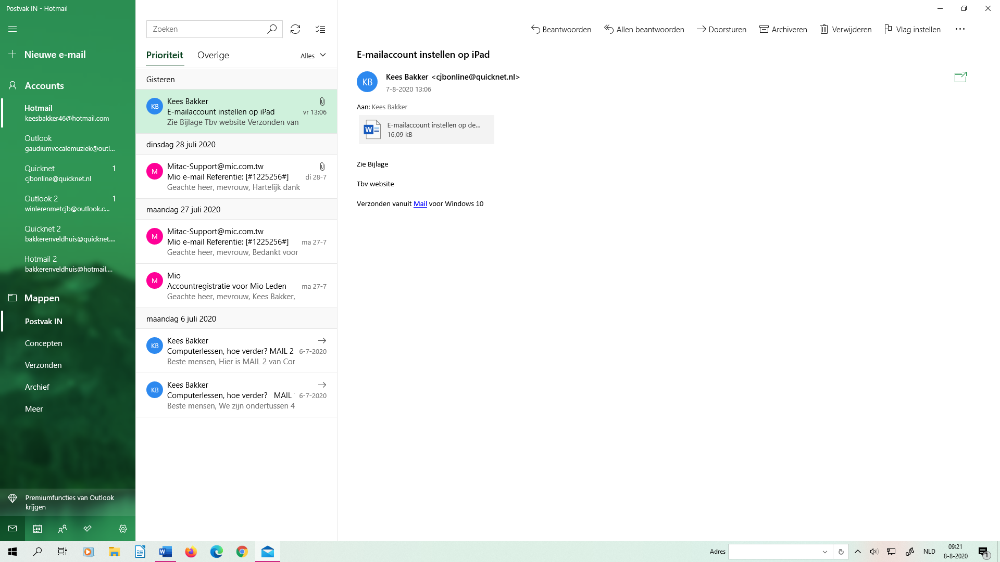 Postvak IN - Hotmail
Nieuwe e-mail
Accounts
Hotmail
keesbakker46@hotmail.com
Outlook
gaudiumvocalemuziek@outl...
Quicknet 1
cjbonline@quicknet.nl
Outlook 2 1
winlerenmetcjb@outlook.c...
Quicknet 2
bakkerenveldhuis@quicknet....
Hotmail 2
bakkerenveldhuis@hotmail....
Mappen
Postvak IN
Concepten
Verzonden
Archief
Meer
Premiumfuncties van Outlook
krijgen
Zoeken
Prioriteit Overige Alles
Gisteren
KB
Kees Bakker
E-mailaccount instellen op iPad vr 13:06
Zie Bijlage Tbv website Verzonden van
dinsdag 28 juli 2020
M
Mitac-Support@mic.com.tw
Mio e-mail Referentie: [#1225256#] di 28-7
Geachte heer, mevrouw, Hartelijk dank
maandag 27 juli 2020
M
Mitac-Support@mic.com.tw
Mio e-mail Referentie: [#1225256#] ma 27-7
Geachte heer, mevrouw, Bedankt voor
M
Mio
Accountregistratie voor Mio Leden ma 27-7
Geachte heer, mevrouw, Kees Bakker,
maandag 6 juli 2020
KB
Kees Bakker
Computerlessen, hoe verder? MAIL 2 6-7-2020
Beste mensen, Hier is MAIL 2 van Cor
KB
Kees Bakker
Computerlessen, hoe verder? MAIL 6-7-2020
Beste mensen, We zijn ondertussen 4
Beantwoorden Allen beantwoorden Doorsturen Archiveren Verwijderen Vlag instellen
E-mailaccount instellen op iPad
KB
Kees Bakker <cjbonline@quicknet.nl>
7-8-2020 13:06
Aan: Kees Bakker
W
E-mailaccount instellen op de...
16,09 kB
Zie Bijlage
Tbv website
Verzonden vanuit Mail voor Windows 10
W
Adres
NLD
09:21
8-8-2020
1